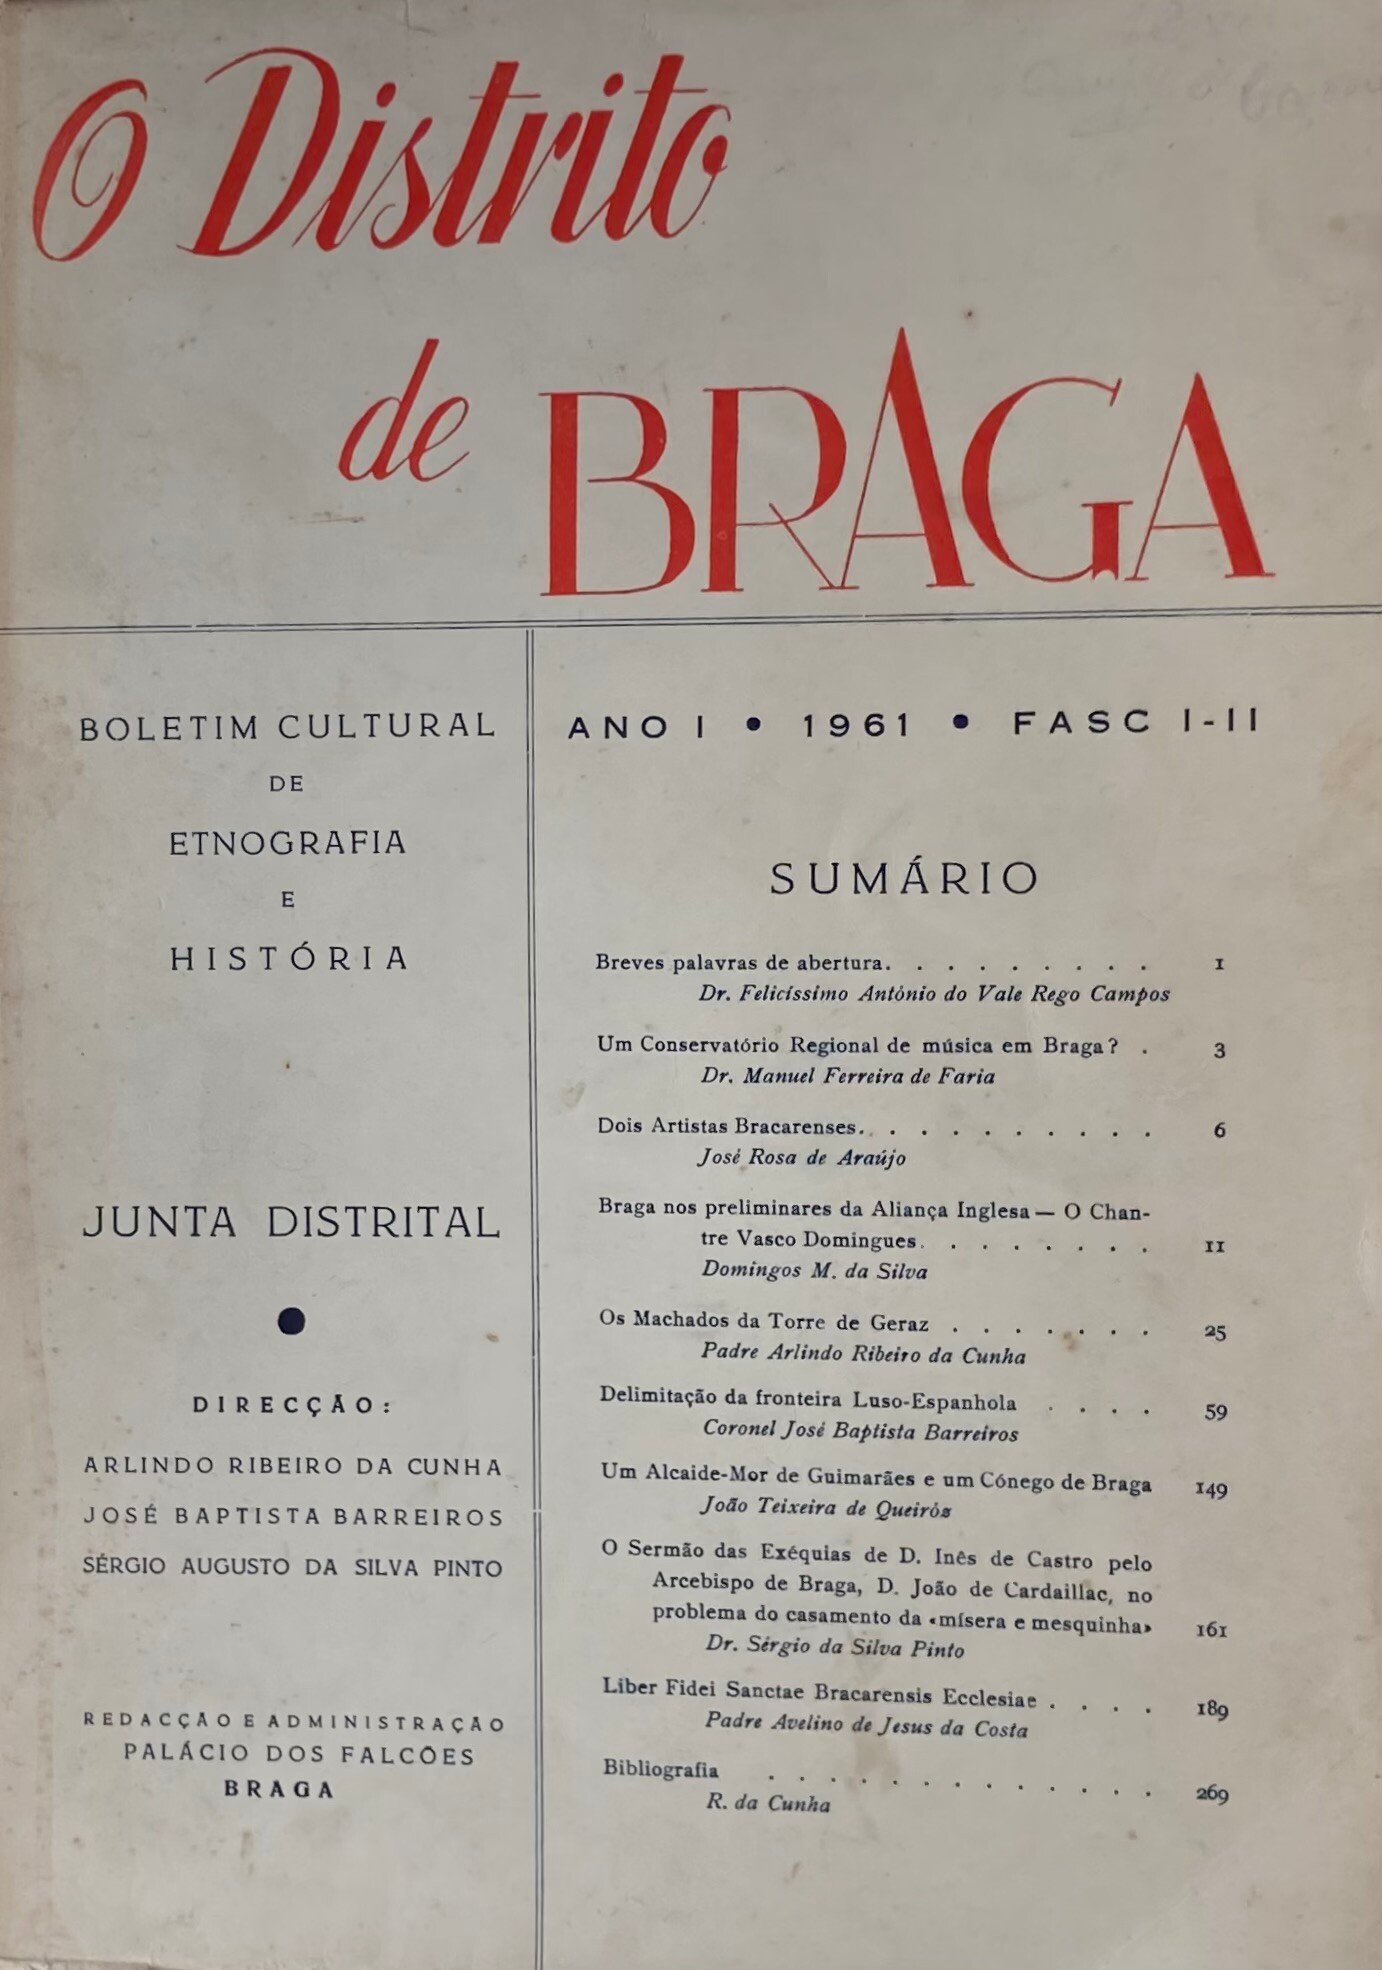 O Distrito
de BRAGA
BOLETIM CULTURAL
DE
ETNOGRAFIA
E
HISTÓRIA
JUNTA DISTRITAL
●
DIRECÇÃO:
ARLINDO RIBEIRO DA CUNHA
JOSÉ BAPTISTA BARREIROS
SÉRGIO AUGUSTO DA SILVA PINTO
REDACÇÃO E ADMINISTRAÇÃO
PALÁCIO DOS FALCÕES
BRAGA
ANO I ● 1961 ● FASC I-II
SUMÁRIO
Breves palavras de abertura. . . . . . . . . 1
Dr. Felicíssimo António do Vale Rego Campos
Um Conservatório Regional de música em Braga? . 3
Dr. Manuel Ferreira de Faria
Dois Artistas Bracarenses. . . . . . . . . . 6
José Rosa de Araújo
Braga nos preliminares da Aliança Inglesa — O Chan-
tre Vasco Domingues. . . . . . . . 11
Domingos M. da Silva
Os Machados da Torre de Geraz . . . . . . . 25
Padre Arlindo Ribeiro da Cunha
Delimitação da fronteira Luso-Espanhola . . . . 59
Coronel José Baptista Barreiros
Um Alcaide-Mor de Guimarães e um Cónego de Braga 149
João Teixeira de Queirós
O Sermão das Exéquias de D. Inês de Castro pelo
Arcebispo de Braga, D. João de Cardaillac, no
problema do casamento da «mísera e mesquinha» 161
Dr. Sérgio da Silva Pinto
Liber Fidei Sanctae Bracarensis Ecclesiae . . . . 189
Padre Avelino de Jesus da Costa
Bibliografia . . . . . . . . . . . . . 269
R. da Cunha